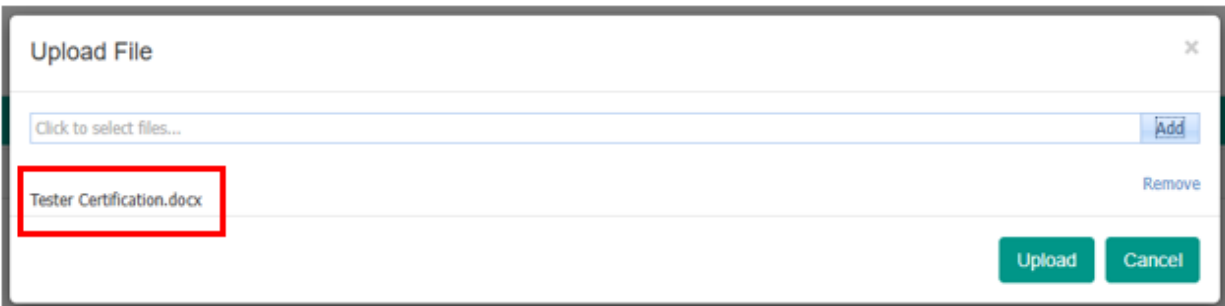 Upload File
×
Click to select files...
Add
Remove
Tester Certification.docx
Upload
Cancel